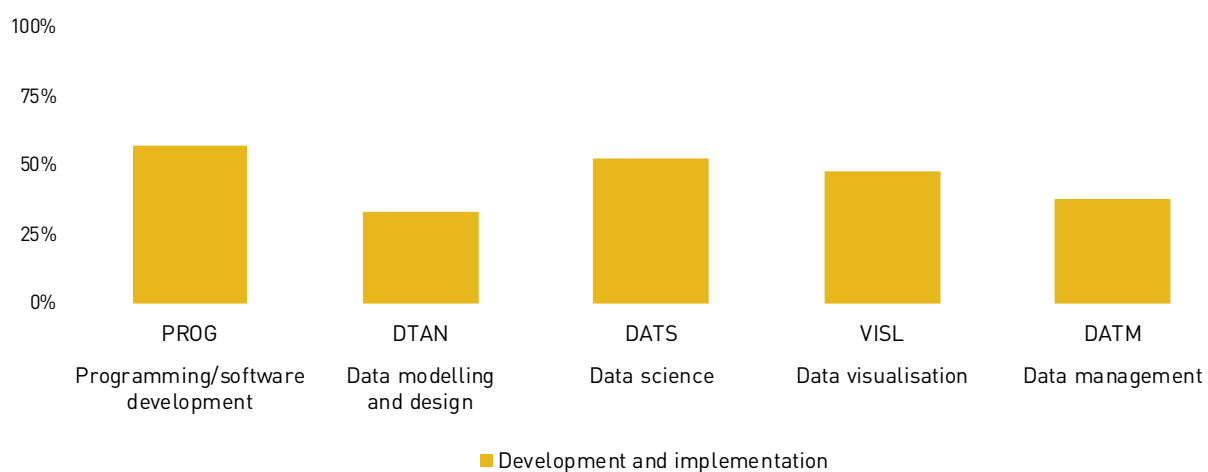 100%
75%
50%
25%
0%
PROG
DTAN
DATS
VISL
DATM
Programming/software
development
Data modelling
and design
Data science
Data visualisation
Data management
Development and implementation